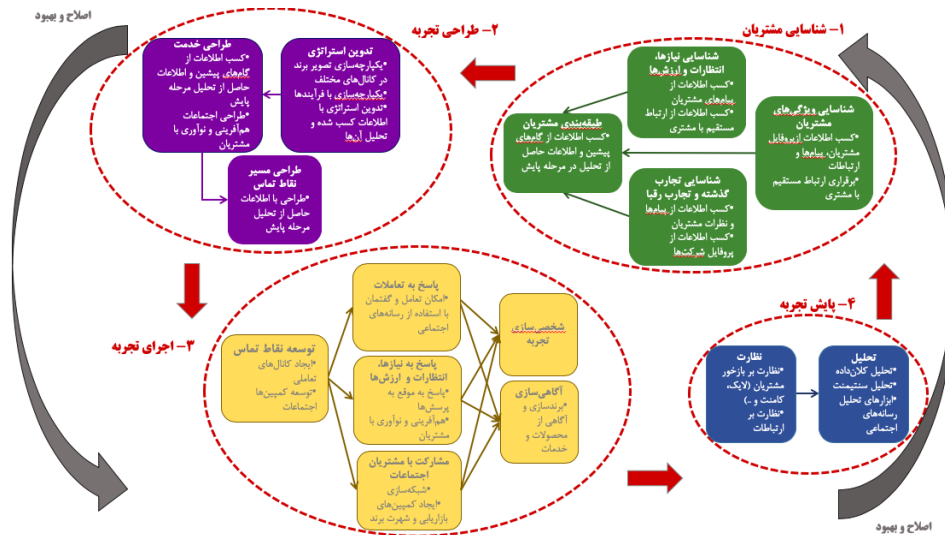 اصلاح و بهبود
۱- شناسایی مشتریان
شناسایی نیازها،
انتظارات و ارزش‌ها
*کسب اطلاعات از
پیام‌های مشتریان
*کسب اطلاعات از ارتباط
مستقیم با مشتری
شناسایی ویژگی‌های
مشتریان
*کسب اطلاعات ازپروفایل
مشتریان، پیام‌ها و
ارتباطات
*برقراری ارتباط مستقیم
با مشتری
طبقه‌بندی مشتریان
*کسب اطلاعات از گام‌های
پیشین و اطلاعات حاصل
از تحلیل در مرحله پایش
شناسایی تجارب
گذشته و تجارب رقبا
*کسب اطلاعات از پیام‌ها
و نظرات مشتریان
*کسب اطلاعات از
پروفایل شرکت‌ها
۲- طراحی تجربه
تدوین استراتژی
*یکپارچه‌سازی تصویر برند
در کانال‌های مختلف
*یکپارچه‌سازی با فرآیندها
*تدوین استراتژی با
اطلاعات کسب شده و
تحلیل آن‌ها
طراحی خدمت
*کسب اطلاعات از
گام‌های پیشین و اطلاعات
حاصل از تحلیل مرحله
پایش
*طراحی اجتماعات
*هم‌آفرینی و نوآوری با
مشتریان
طراحی مسیر
نقاط تماس
*طراحی با اطلاعات
حاصل از تحلیل
مرحله پایش
۳- اجرای تجربه
توسعه نقاط تماس
*ایجاد کانال‌های
تعاملی
*توسعه کمپین‌ها
اجتماعات
پاسخ به تعاملات
*امکان تعامل و گفتمان
با استفاده از رسانه‌های
اجتماعی
پاسخ به نیازها،
انتظارات و ارزش‌ها
*پاسخ به موقع به
پرسش‌ها
*هم‌آفرینی و نوآوری با
مشتریان
مشارکت با مشتریان
اجتماعات
*شبکه‌سازی
*ایجاد کمپین‌های
بازاریابی و شهرت برند
شخصی‌سازی
تجربه
آگاهی‌سازی
*برندسازی و
آگاهی از
محصولات و
خدمات
۴- پایش تجربه
نظارت
*نظارت بر بازخور
مشتریان (لایک،
کامنت و ..)
*نظارت بر
ارتباطات
تحلیل
*تحلیل کلان‌داده
*تحلیل سنتیمنت
*ابزارهای تحلیل
رسانه‌های
اجتماعی
اصلاح و بهبود